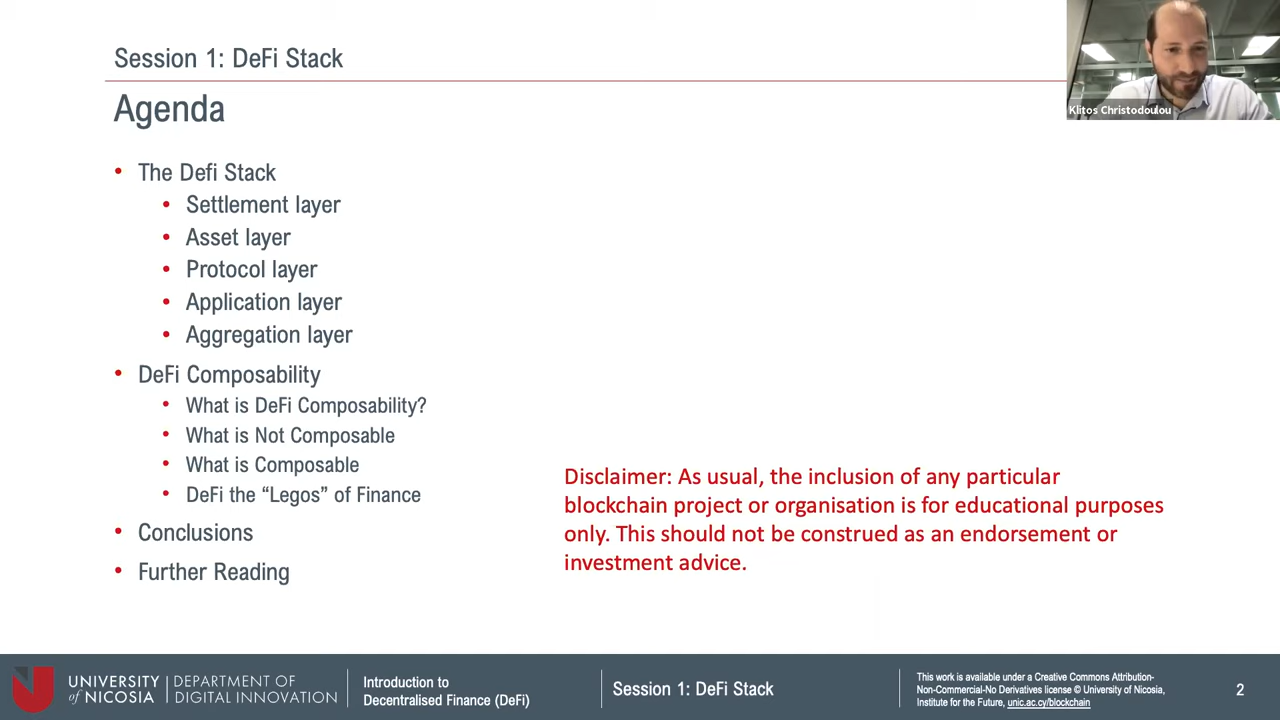 Session 1: DeFi Stack
Klitos Christodoulou
Agenda
• The Defi Stack
• Settlement layer
• Asset layer
• Protocol layer
• Application layer
• Aggregation layer
• DeFi Composability
• What is DeFi Composability?
• What is Not Composable
• What is Composable
• DeFi the “Legos” of Finance
• Conclusions
• Further Reading
Disclaimer: As usual, the inclusion of any particular
blockchain project or organisation is for educational purposes
only. This should not be construed as an endorsement or
investment advice.
UNIVERSITY
of NICOSIA
DEPARTMENT OF
DIGITAL INNOVATION
Introduction to
Decentralised Finance (DeFi)
Session 1: DeFi Stack
This work is available under a Creative Commons Attribution-
Non-Commercial-No Derivatives license © University of Nicosia,
Institute for the Future, unic.ac.cy/blockchain
2